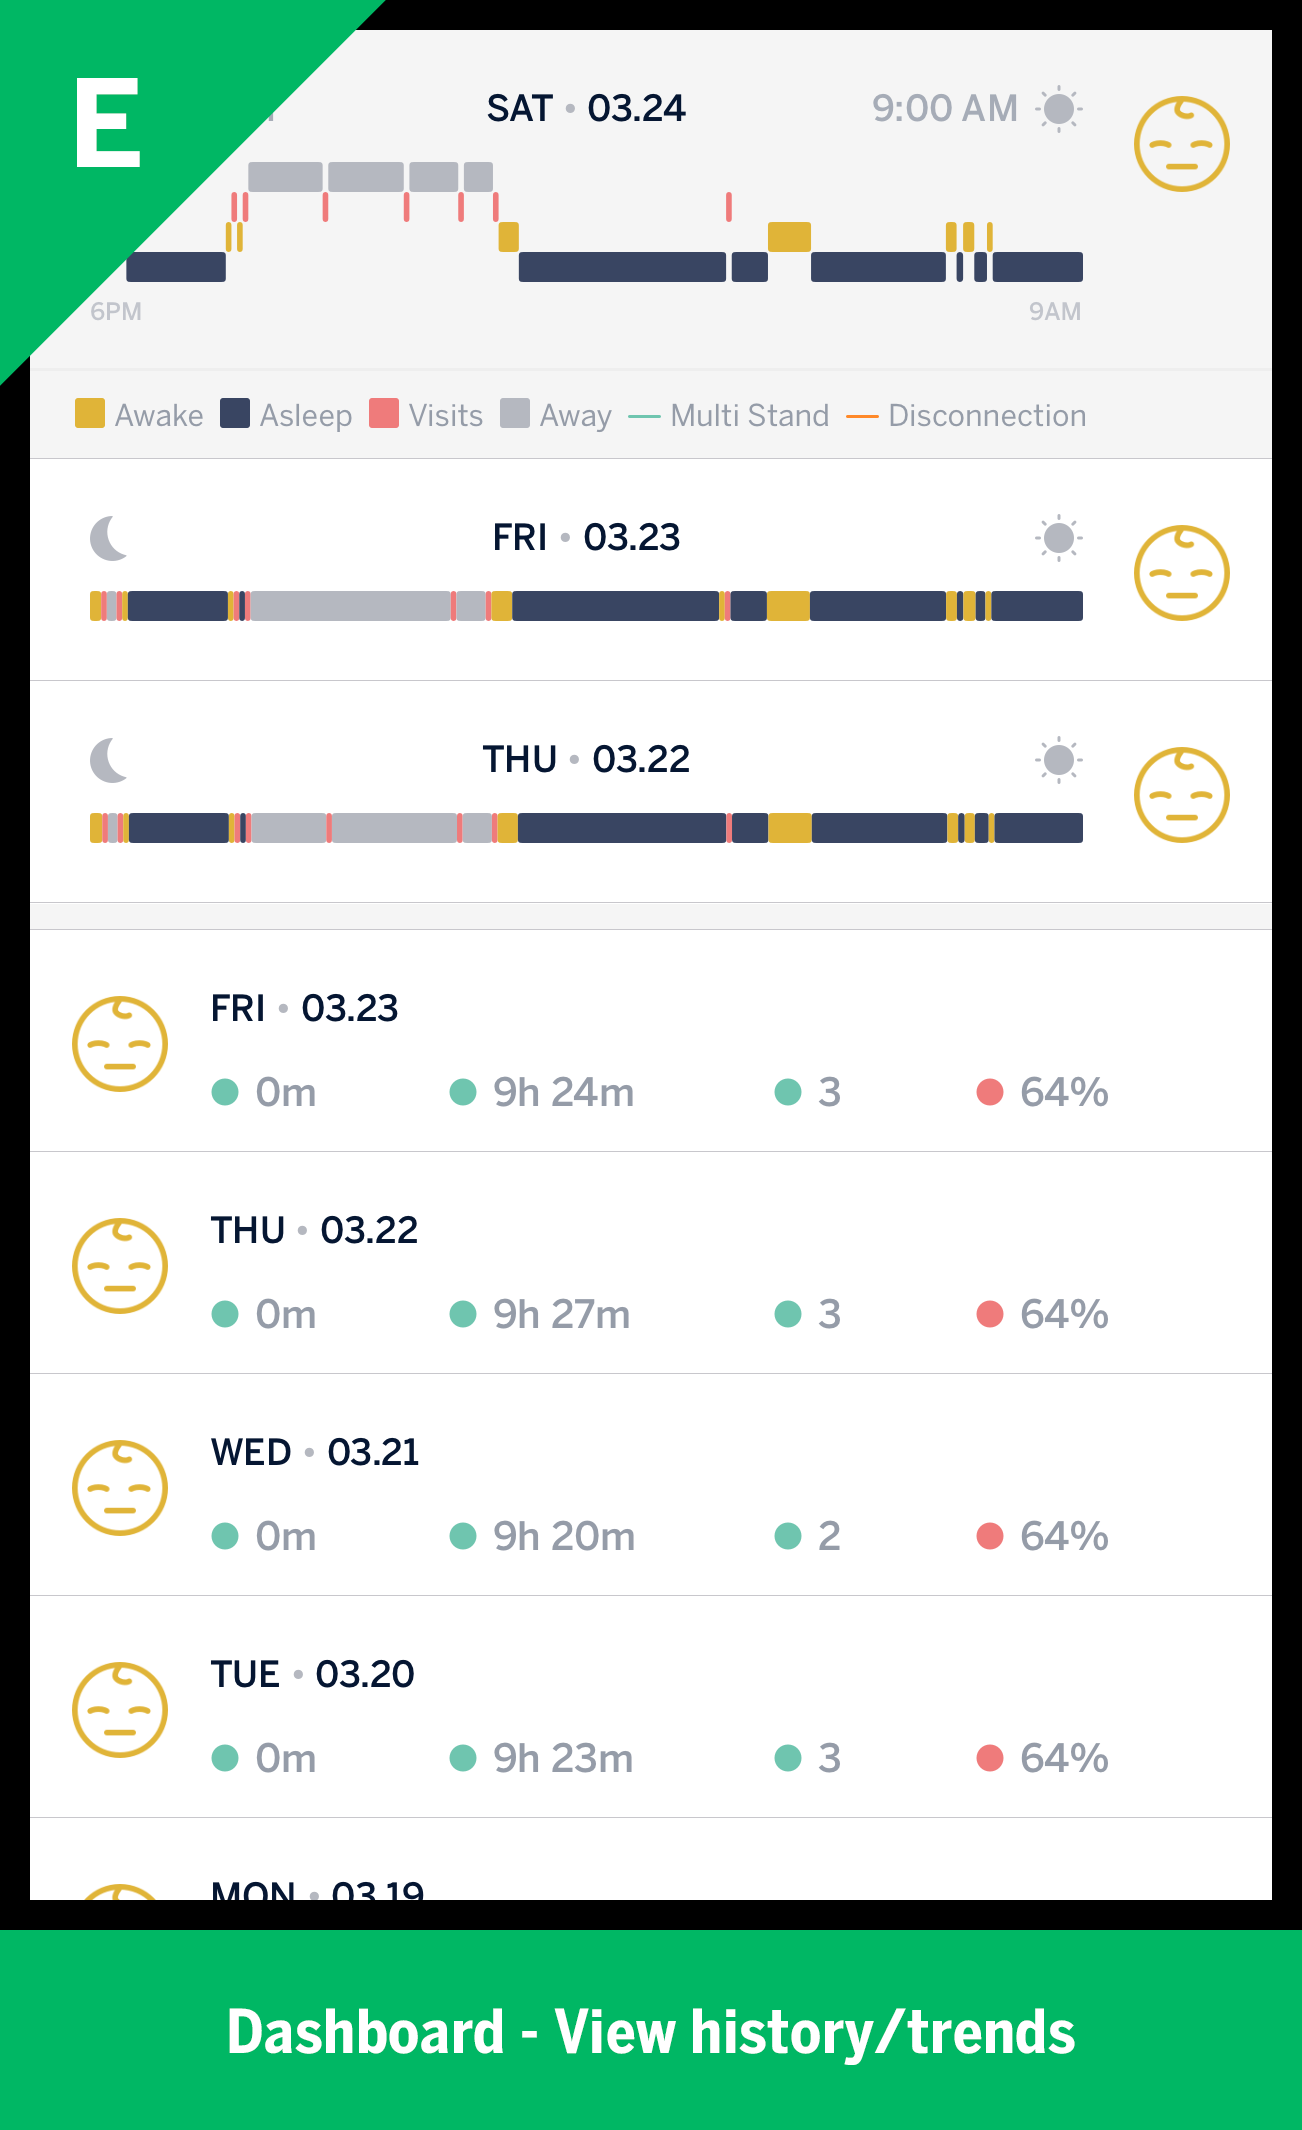 E
SAT • 03.24
9:00 AM
6PM
9AM
Awake Asleep Visits Away Multi Stand Disconnection
FRI • 03.23
THU • 03.22
FRI • 03.23
0m 9h 24m 3 64%
THU • 03.22
0m 9h 27m 3 64%
WED • 03.21
0m 9h 20m 2 64%
TUE • 03.20
0m 9h 23m 3 64%
MON • 03.19
Dashboard - View history/trends